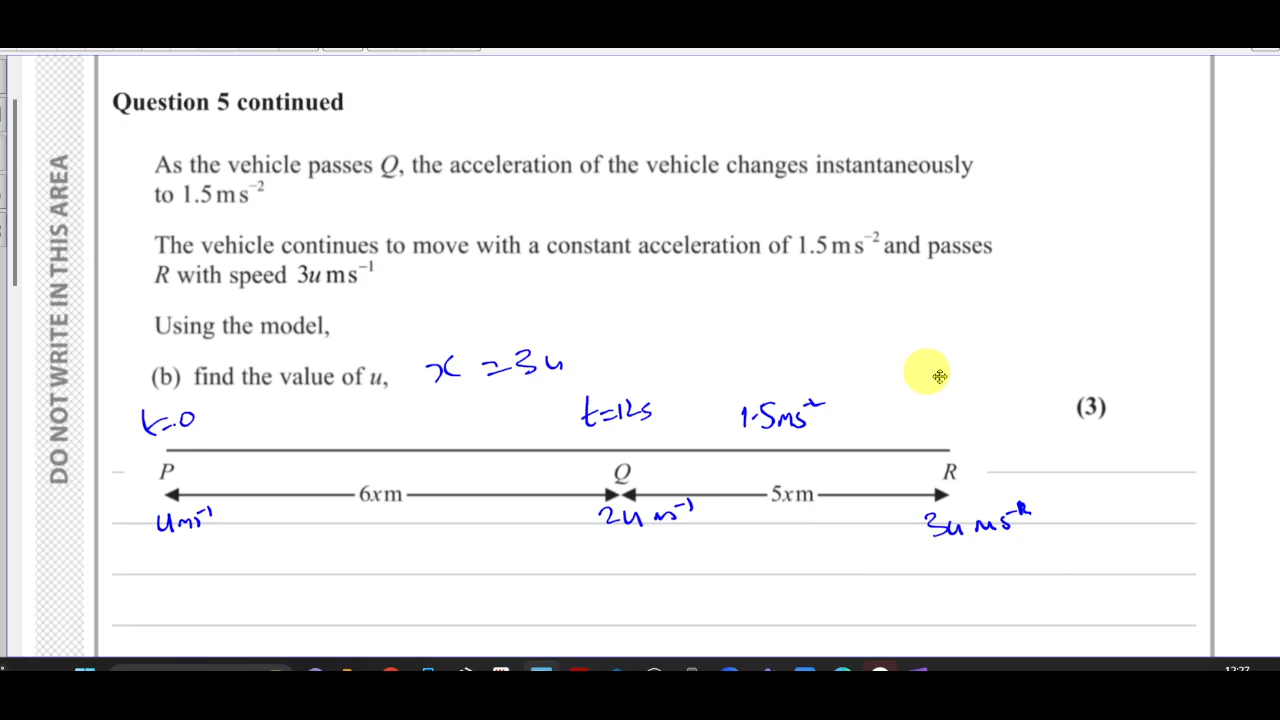 DO NOT WRITE IN THIS AREA
Question 5 continued
As the vehicle passes Q, the acceleration of the vehicle changes instantaneously
to 1.5 m s⁻²
The vehicle continues to move with a constant acceleration of 1.5 m s⁻² and passes
R with speed 3u m s⁻¹
Using the model,
(b) find the value of u, x = 3u
(3)
t=0 t=12s 1.5ms⁻²
P Q R
6x m 5x m
u ms⁻¹ 2u ms⁻¹ 3u ms⁻¹
12:27